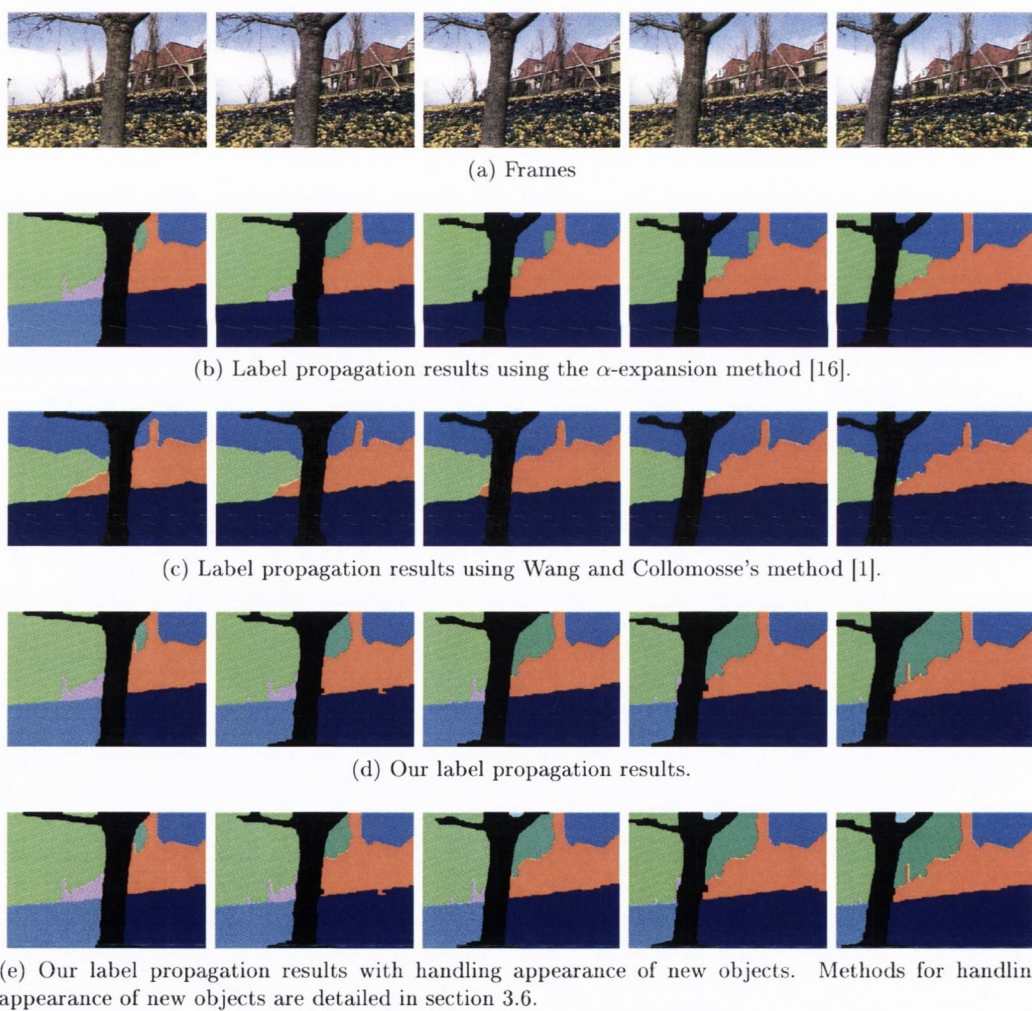 (a) Frames
(b) Label propagation results using the α-expansion method [16].
(c) Label propagation results using Wang and Collomosse's method [1].
(d) Our label propagation results.
(e) Our label propagation results with handling appearance of new objects. Methods for handlin
appearance of new objects are detailed in section 3.6.